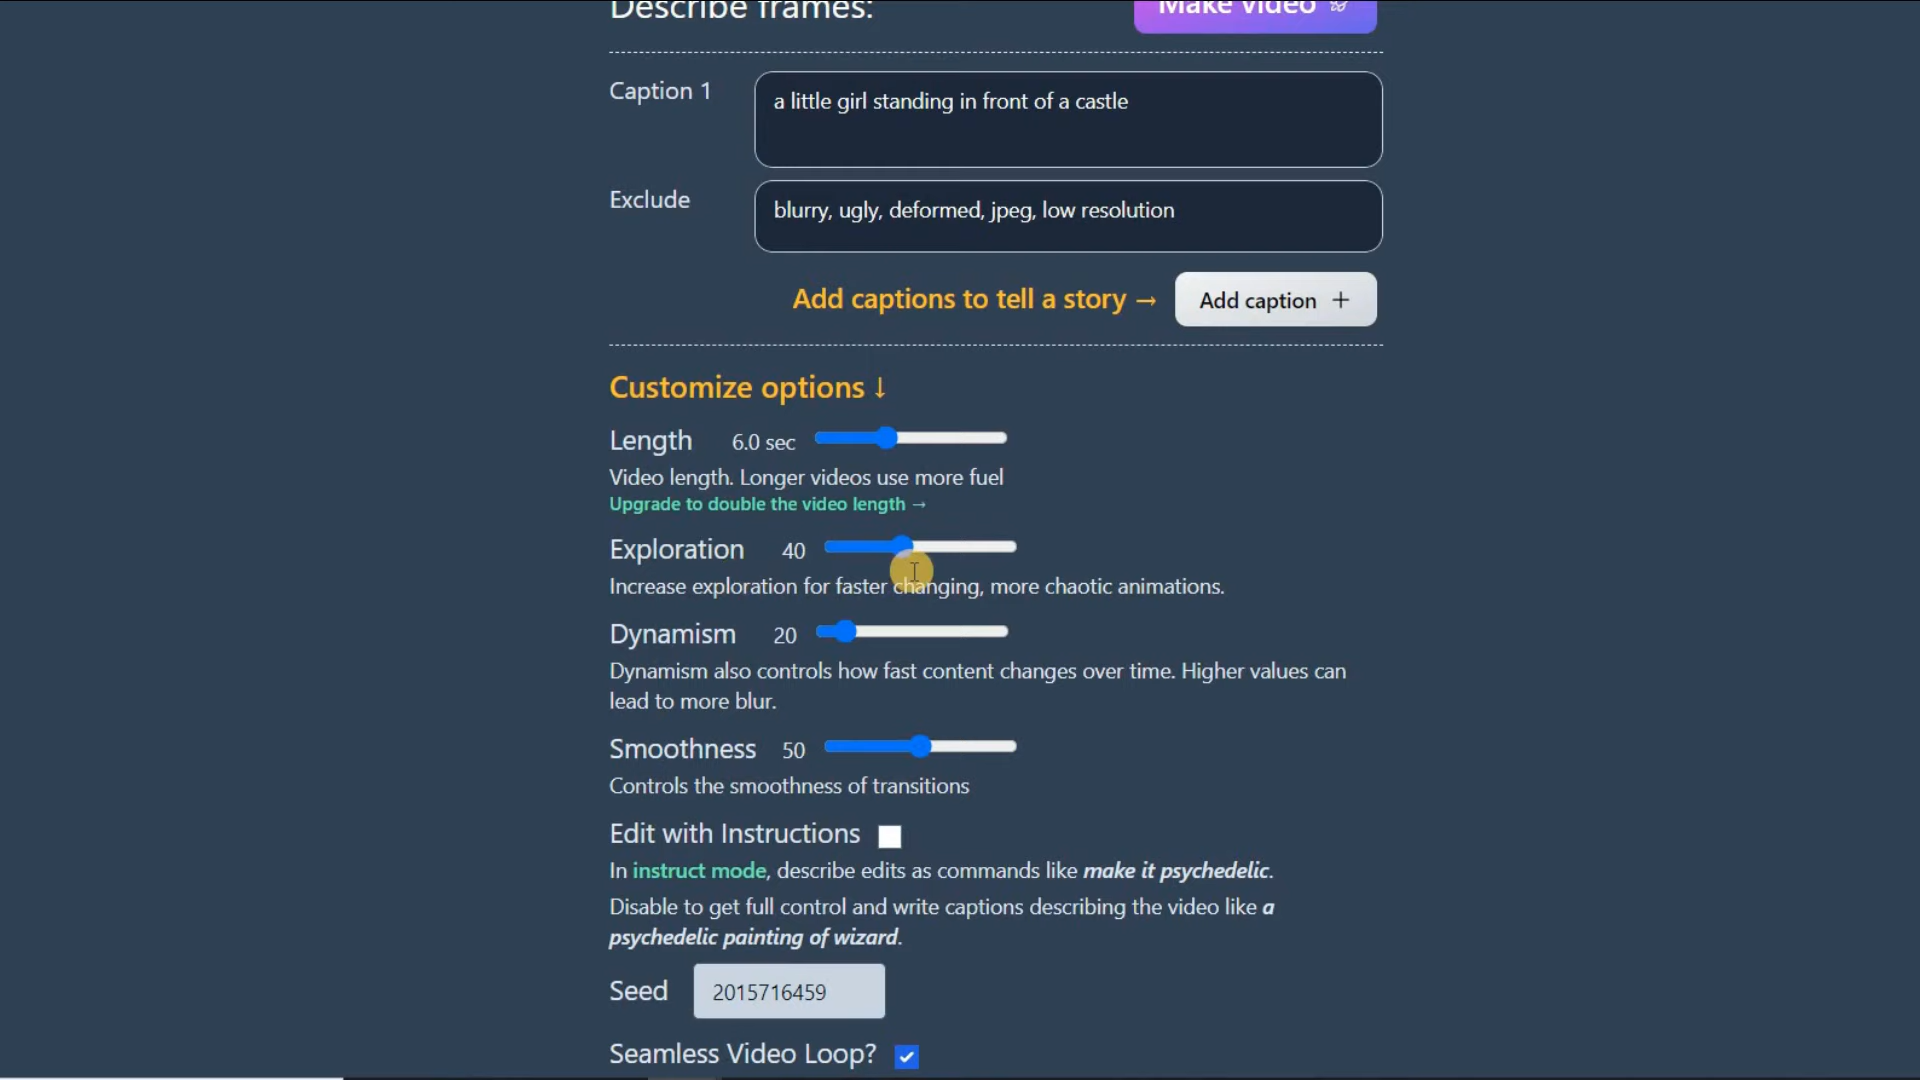 Describe frames:
Make video
Caption 1
a little girl standing in front of a castle
Exclude
blurry, ugly, deformed, jpeg, low resolution
Add captions to tell a story →
Add caption +
Customize options ↓
Length 6.0 sec
Video length. Longer videos use more fuel
Upgrade to double the video length →
Exploration 40
Increase exploration for faster changing, more chaotic animations.
Dynamism 20
Dynamism also controls how fast content changes over time. Higher values can
lead to more blur.
Smoothness 50
Controls the smoothness of transitions
Edit with Instructions
In instruct mode, describe edits as commands like make it psychedelic.
Disable to get full control and write captions describing the video like a
psychedelic painting of wizard.
Seed 2015716459
Seamless Video Loop?